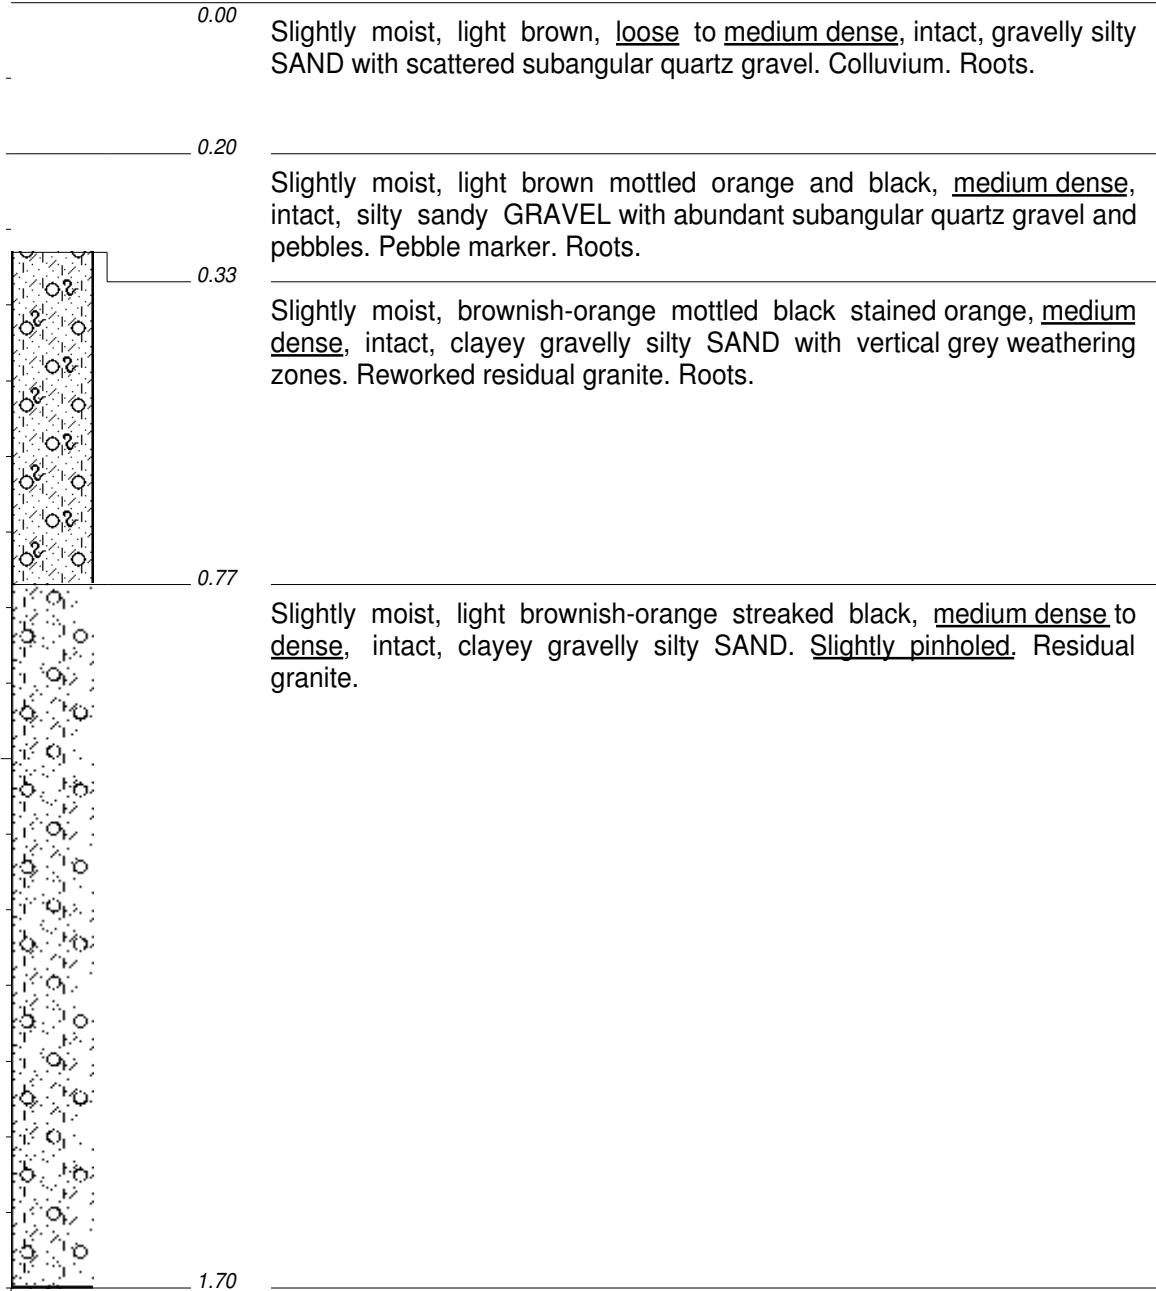 0.00
Slightly moist, light brown, loose to medium dense, intact, gravelly silty
SAND with scattered subangular quartz gravel. Colluvium. Roots.
0.20
Slightly moist, light brown mottled orange and black, medium dense,
intact, silty sandy GRAVEL with abundant subangular quartz gravel and
pebbles. Pebble marker. Roots.
0.33
Slightly moist, brownish-orange mottled black stained orange, medium
dense, intact, clayey gravelly silty SAND with vertical grey weathering
zones. Reworked residual granite. Roots.
0.77
Slightly moist, light brownish-orange streaked black, medium dense to
dense, intact, clayey gravelly silty SAND. Slightly pinholed. Residual
granite.
1.70